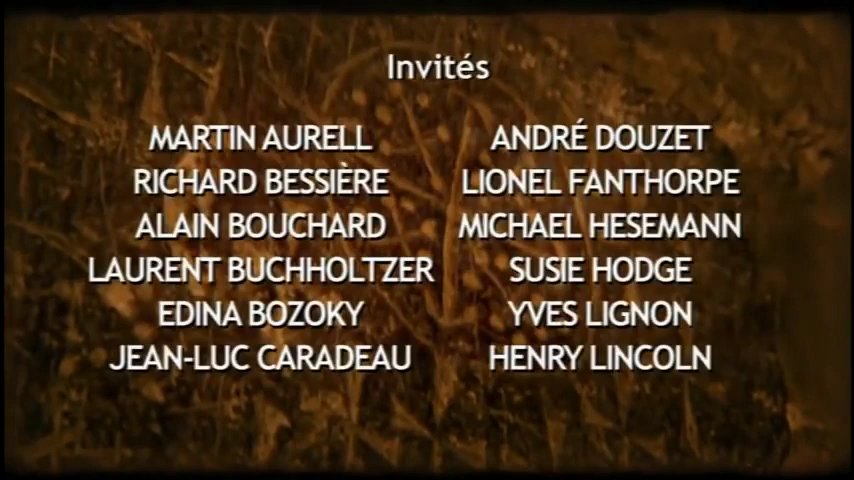 Invités
MARTIN AURELL
RICHARD BESSIÈRE
ALAIN BOUCHARD
LAURENT BUCHHOLTZER
EDINA BOZOKY
JEAN-LUC CARADEAU
ANDRÉ DOUZET
LIONEL FANTHORPE
MICHAEL HESEMANN
SUSIE HODGE
YVES LIGNON
HENRY LINCOLN